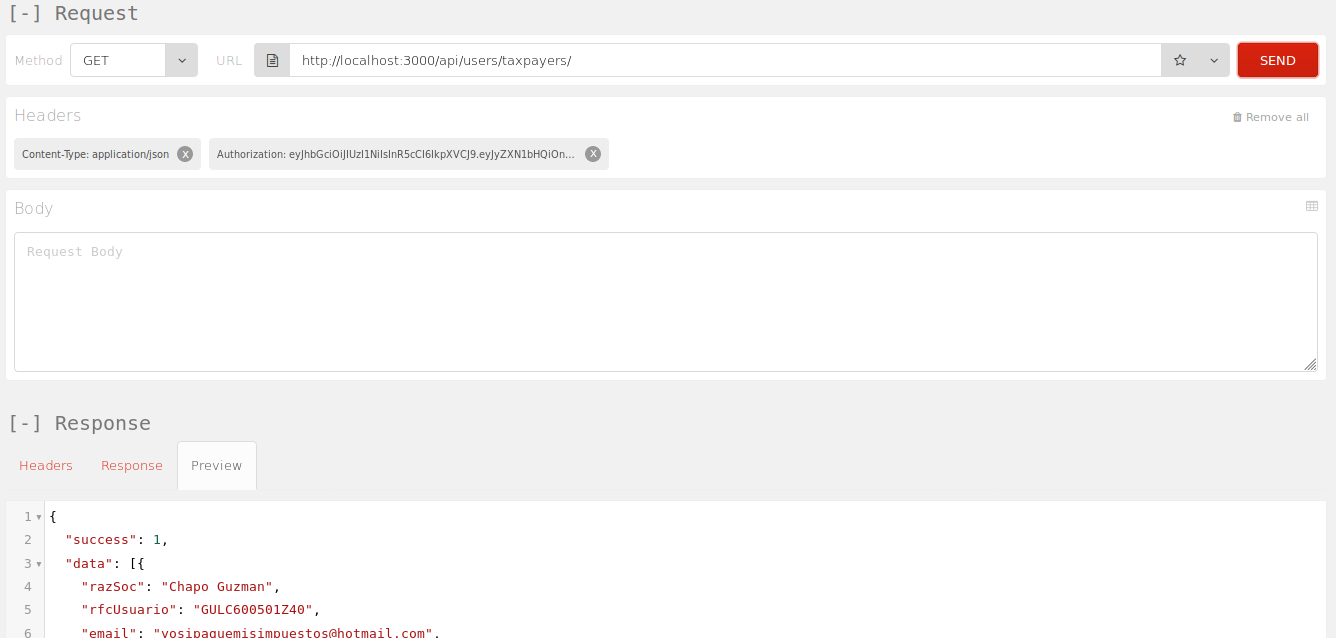 [-] Request
Method GET URL http://localhost:3000/api/users/taxpayers/ SEND
Headers Remove all
Content-Type: application/json X Authorization: eyJhbGciOiJIUzI1NiIsInR5cCI6IkpXVCJ9.eyJyZXN1bHQiOn... X
Body
Request Body
[-] Response
Headers Response Preview
1 {
2 "success": 1,
3 "data": [{
4 "razSoc": "Chapo Guzman",
5 "rfcUsuario": "GULC600501Z40",
6 "email": "yosipaguemisimpuestos@hotmail.com",